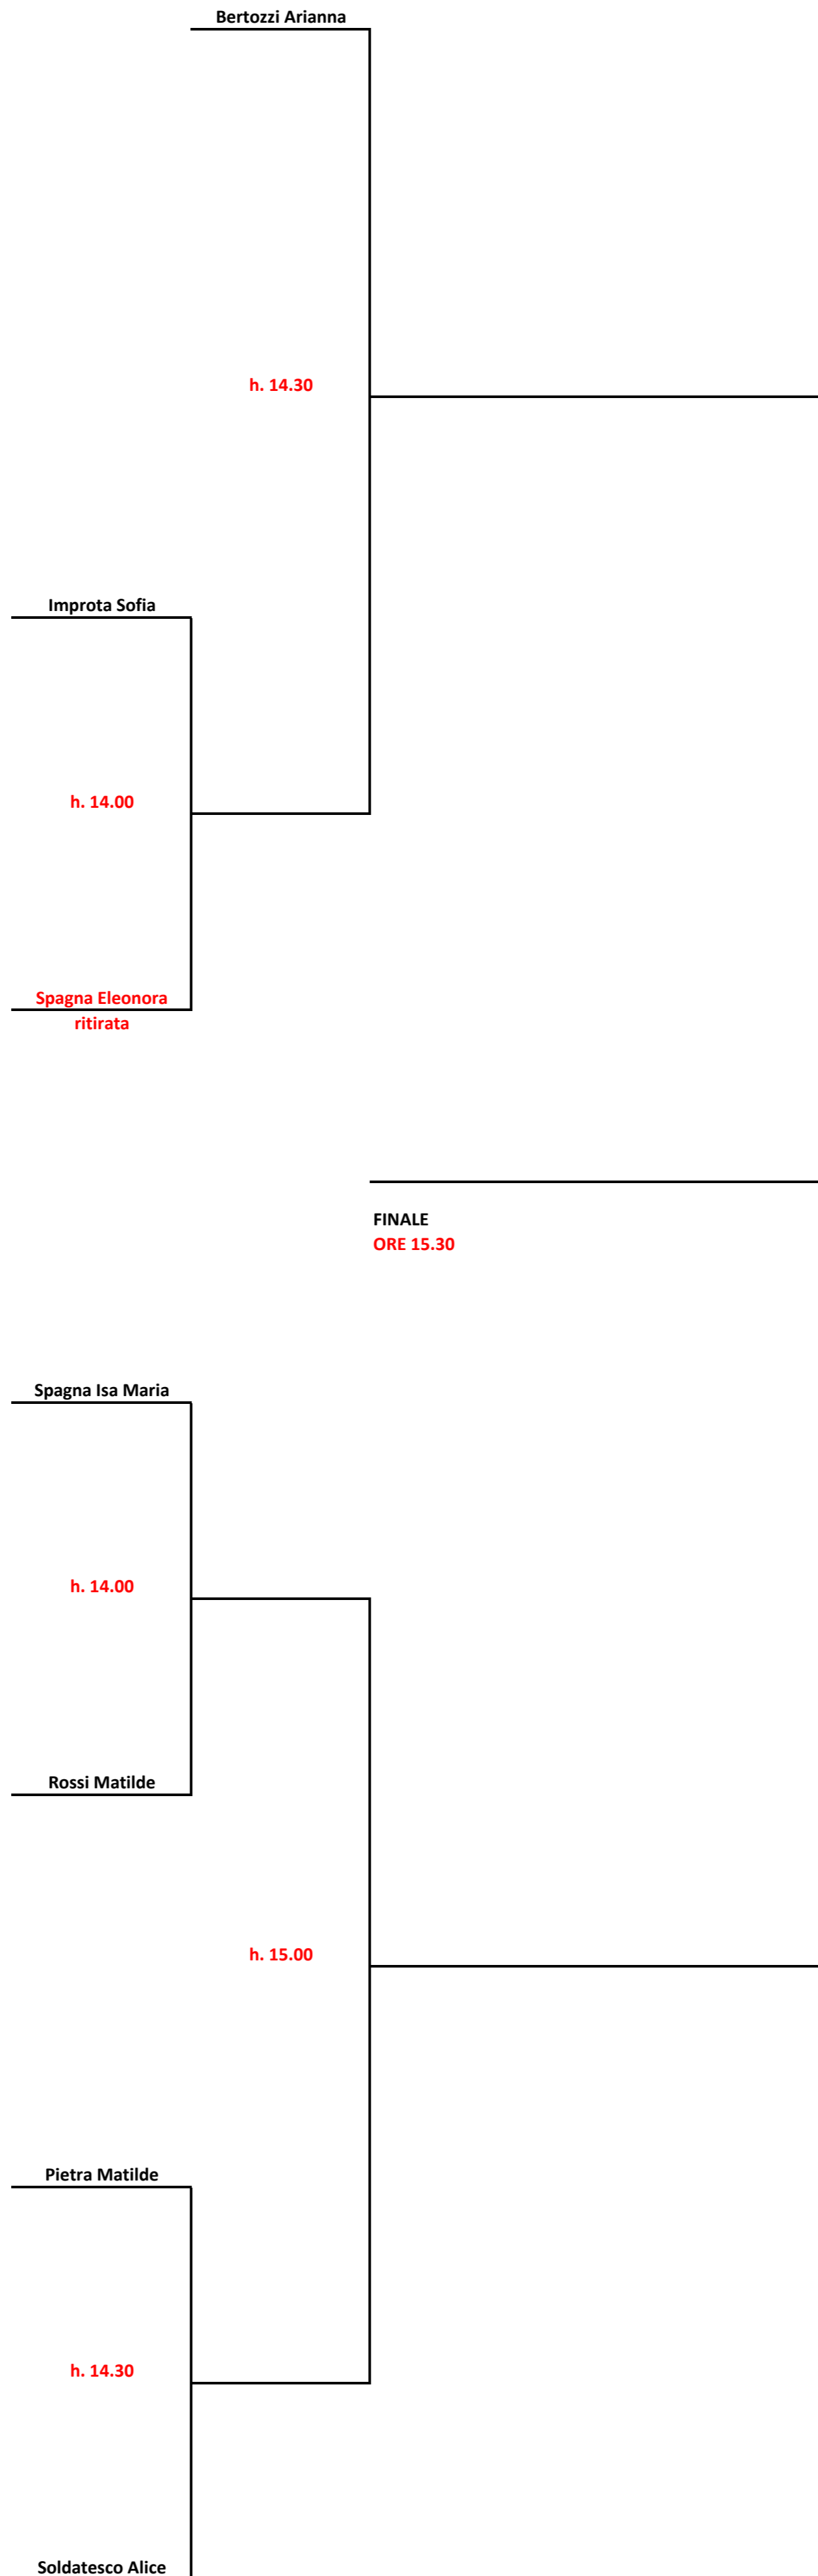 Bertozzi Arianna
h. 14.30
Improta Sofia
h. 14.00
Spagna Eleonora
ritirata
FINALE
ORE 15.30
Spagna Isa Maria
h. 14.00
Rossi Matilde
h. 15.00
Pietra Matilde
h. 14.30
Soldatesco Alice